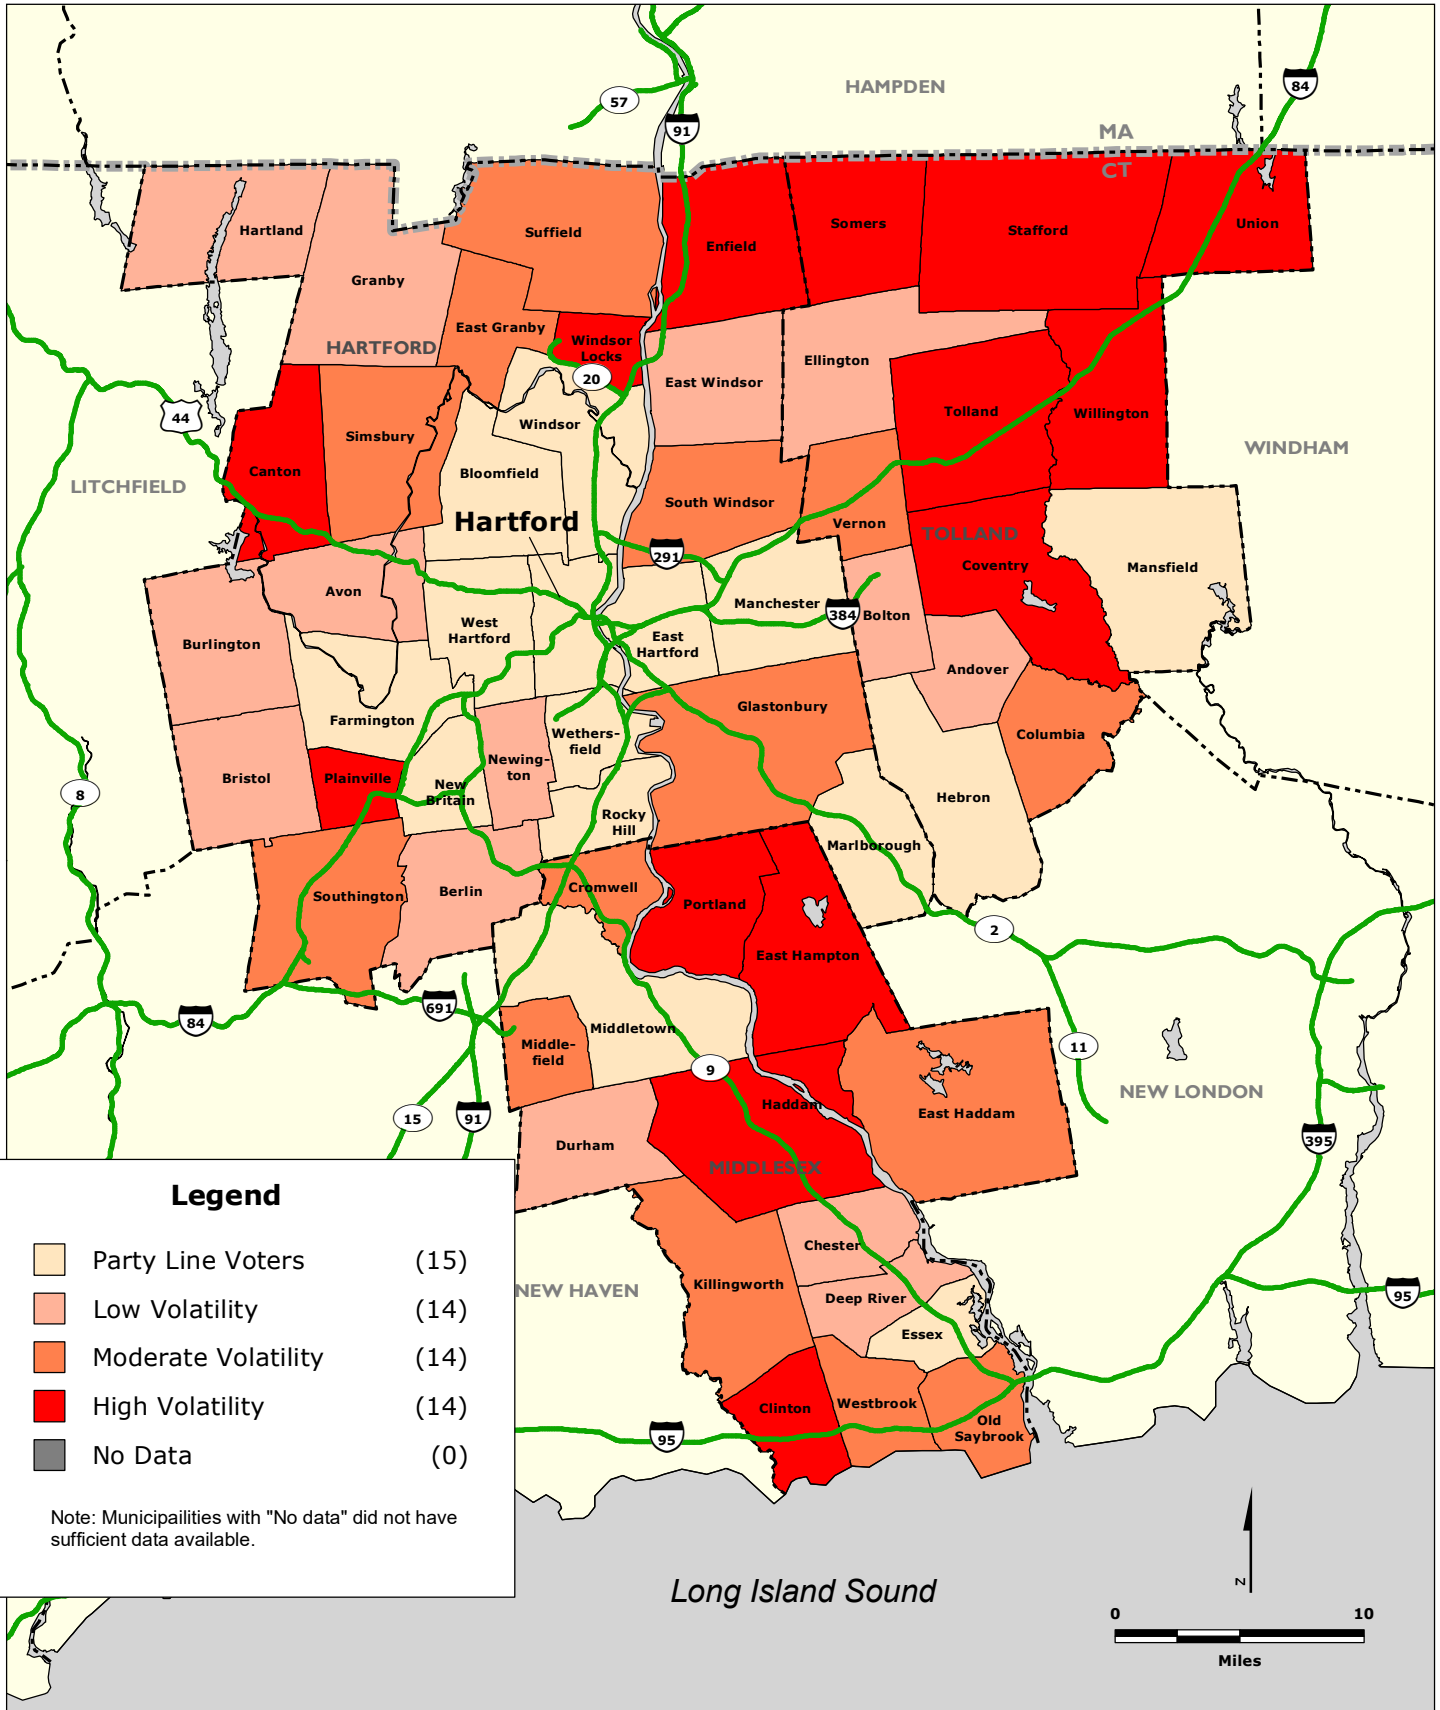 HAMPDEN
84
57
91
MA
CT
Hartland
Suffield
Enfield
Somers
Stafford
Union
Granby
East Granby
HARTFORD
Windsor
Locks
20
East Windsor
Ellington
44
Simsbury
Windsor
Tolland
Willington
WINDHAM
Canton
Bloomfield
LITCHFIELD
South Windsor
Vernon
Hartford
TOLLAND
291
Coventry
Mansfield
Avon
Manchester
384
Bolton
Burlington
West
Hartford
East
Hartford
Andover
Glastonbury
Farmington
Wethers-
field
Columbia
Newing-
ton
Bristol
Plainville
New
Britain
8
Hebron
Rocky
Hill
Marlborough
Southington
Berlin
Cromwell
Portland
2
East Hampton
691
84
Middletown
Middle-
field
11
9
NEW LONDON
15
91
Haddam
East Haddam
395
Durham
MIDDLESEX
Chester
Killingworth
NEW HAVEN
Deep River
95
Essex
Clinton
Westbrook
Old
Saybrook
95
Legend
Party Line Voters (15)
Low Volatility (14)
Moderate Volatility (14)
High Volatility (14)
No Data (0)
Note: Municipailities with "No data" did not have
sufficient data available.
Long Island Sound
N
0 10
Miles